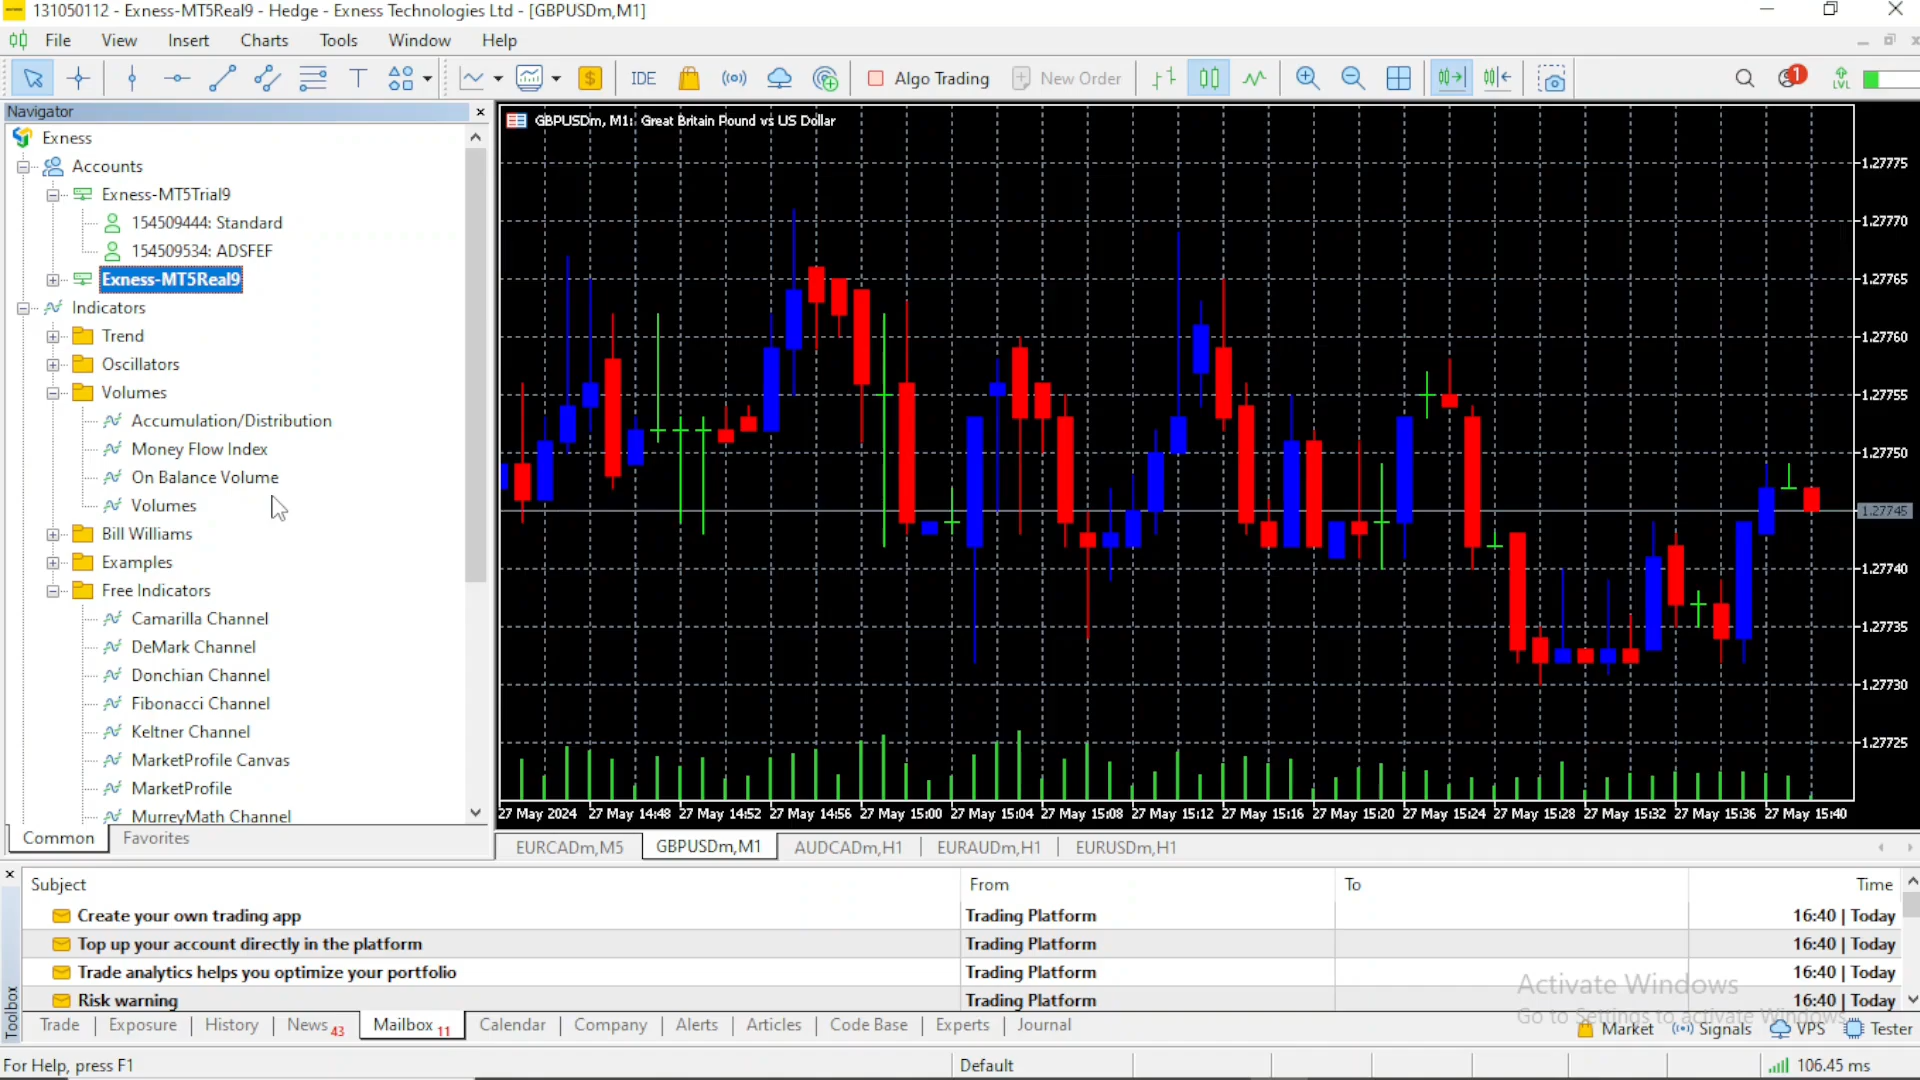 131050112 - Exness-MT5Real9 - Hedge - Exness Technologies Ltd - [GBPUSDm,M1]
File View Insert Charts Tools Window Help
IDE Algo Trading New Order 1 LVL
Navigator
Exness
Accounts
Exness-MT5Trial9
154509444: Standard
154509534: ADSFEF
Exness-MT5Real9
Indicators
Trend
Oscillators
Volumes
Accumulation/Distribution
Money Flow Index
On Balance Volume
Volumes
Bill Williams
Examples
Free Indicators
Camarilla Channel
DeMark Channel
Donchian Channel
Fibonacci Channel
Keltner Channel
MarketProfile Canvas
MarketProfile
MurreyMath Channel
Common Favorites
GBPUSDm, M1: Great Britain Pound vs US Dollar
1.27775
1.27770
1.27765
1.27760
1.27755
1.27750
1.27745
1.27740
1.27735
1.27730
1.27725
27 May 2024 27 May 14:48 27 May 14:52 27 May 14:56 27 May 15:00 27 May 15:04 27 May 15:08 27 May 15:12 27 May 15:16 27 May 15:20 27 May 15:24 27 May 15:28 27 May 15:32 27 May 15:36 27 May 15:40
EURCADm,M5 GBPUSDm,M1 AUDCADm,H1 EURAUDm,H1 EURUSDm,H1
Subject From To Time
Create your own trading app Trading Platform 16:40 | Today
Top up your account directly in the platform Trading Platform 16:40 | Today
Trade analytics helps you optimize your portfolio Trading Platform 16:40 | Today
Risk warning Trading Platform 16:40 | Today
Activate Windows
Go to Settings to activate Windows.
Toolbox
Trade Exposure History News 43 Mailbox 11 Calendar Company Alerts Articles Code Base Experts Journal Market Signals VPS Tester
For Help, press F1 Default 106.45 ms